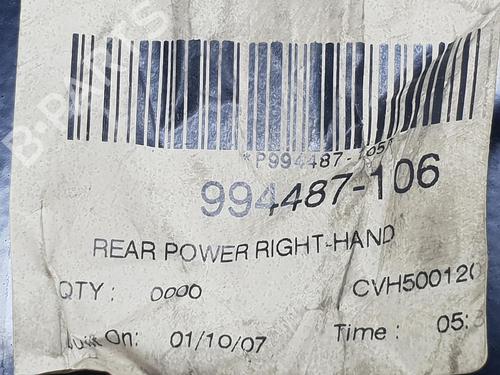 *P994487-105*
994487-106
REAR POWER RIGHT-HAND
QTY : 0000 CVH500120
On: 01/10/07 Time : 05:
B-PARTS